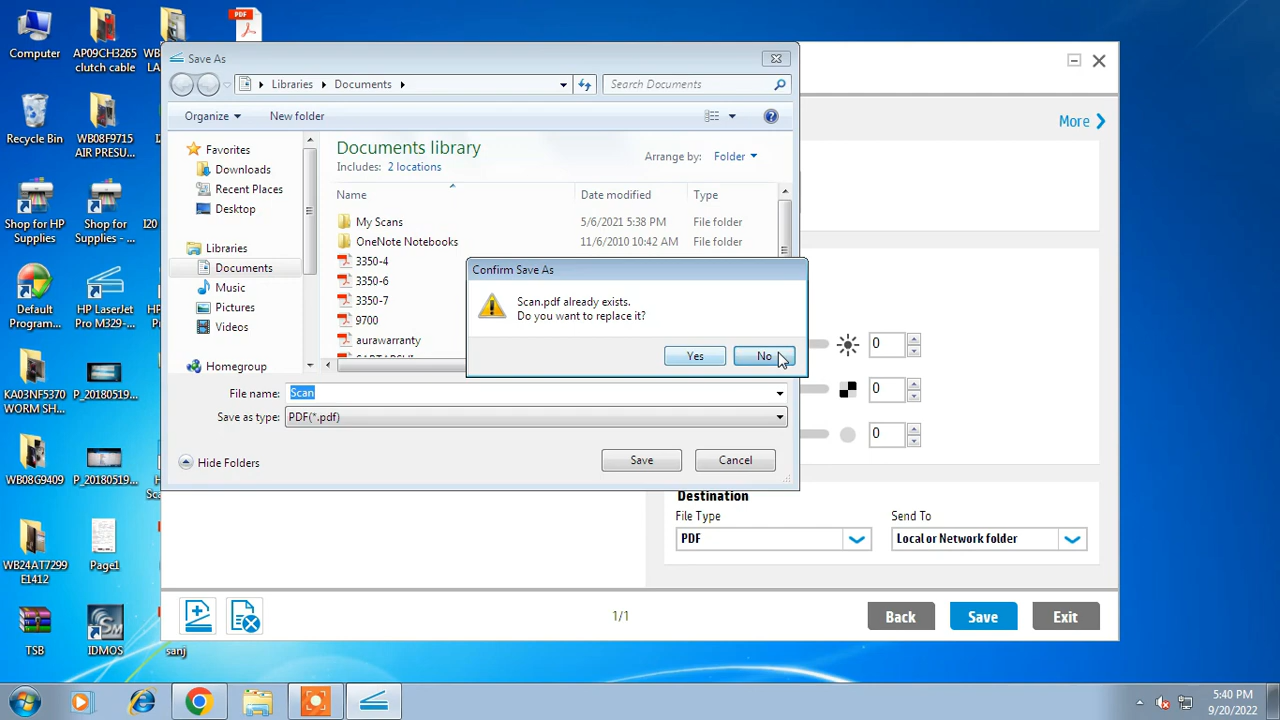 Computer
AP09CH3265
clutch cable
PDF
Recycle Bin
WB08F9715
AIR PRESU...
Shop for HP
Supplies
Shop for
Supplies - ...
I20
Default
Program...
HP LaserJet
Pro M329-...
KA03NF5370
WORM SH...
P_20180519...
WB08G9409
P_20180519...
WB24AT7299
E1412
Page1
TSB
IDMOS
sanj
Save As
Libraries
Documents
Search Documents
Organize
New folder
Favorites
Downloads
Recent Places
Desktop
Libraries
Documents
Music
Pictures
Videos
Homegroup
Documents library
Includes: 2 locations
Arrange by: Folder
Name
Date modified
Type
My Scans
5/6/2021 5:38 PM
File folder
OneNote Notebooks
11/6/2010 10:42 AM
File folder
3350-4
3350-6
3350-7
9700
aurawarranty
Confirm Save As
Scan.pdf already exists.
Do you want to replace it?
Yes
No
File name: Scan
Save as type: PDF(*.pdf)
Hide Folders
Save
Cancel
More
0
0
0
Destination
File Type
Send To
PDF
Local or Network folder
1/1
Back
Save
Exit
5:40 PM
9/20/2022